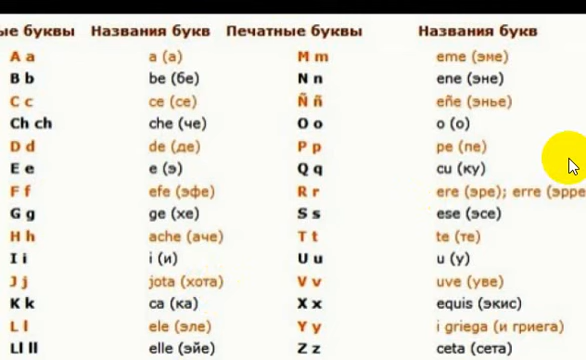 ые буквы Названия букв Печатные буквы Названия букв
A a a (а) M m eme (эме)
B b be (бе) N n ene (эне)
C c ce (се) Ñ ñ eñe (энье)
Ch ch che (че) O o o (о)
D d de (де) P p pe (пе)
E e e (э) Q q cu (ку)
F f efe (эфе) R r ere (эре); erre (эрре
G g ge (хе) S s ese (эсе)
H h ache (аче) T t te (те)
I i i (и) U u u (у)
J j jota (хота) V v uve (уве)
K k ca (ка) X x equis (экис)
L l ele (эле) Y y i griega (и гриега)
Ll ll elle (эйе) Z z ceta (сета)